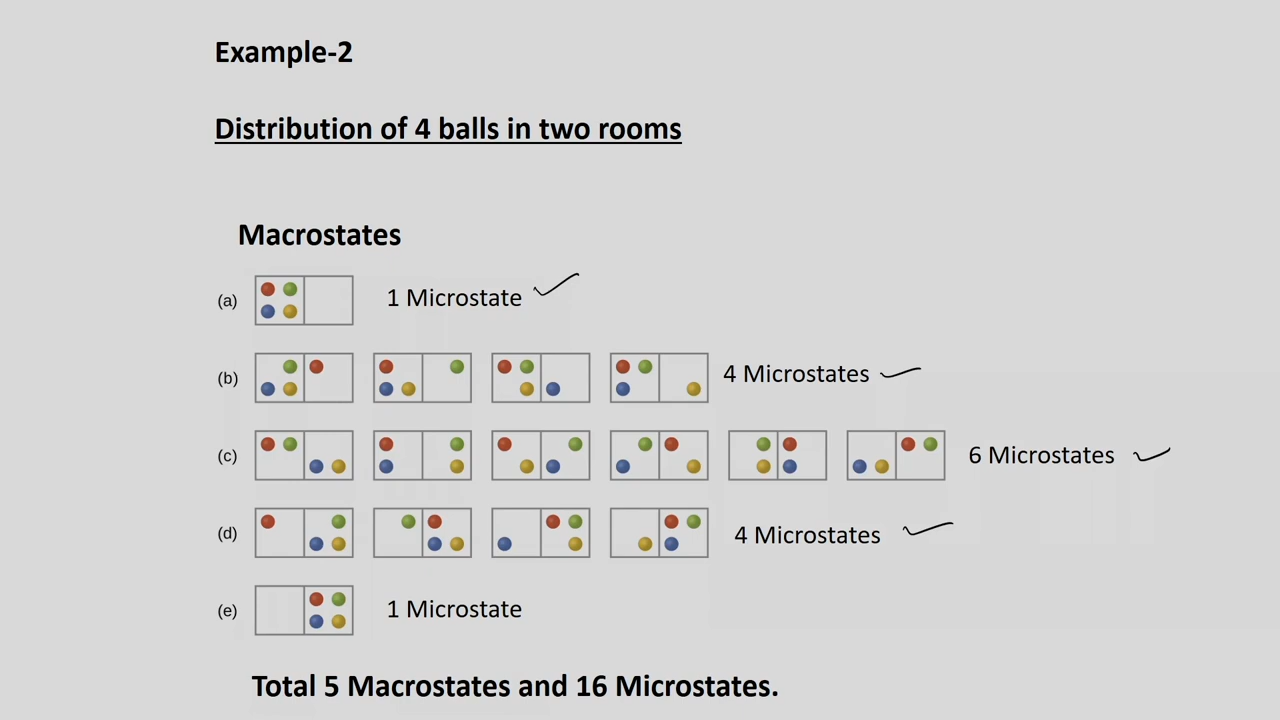 Example-2
Distribution of 4 balls in two rooms
Macrostates
(a) 1 Microstate
(b) 4 Microstates
(c) 6 Microstates
(d) 4 Microstates
(e) 1 Microstate
Total 5 Macrostates and 16 Microstates.